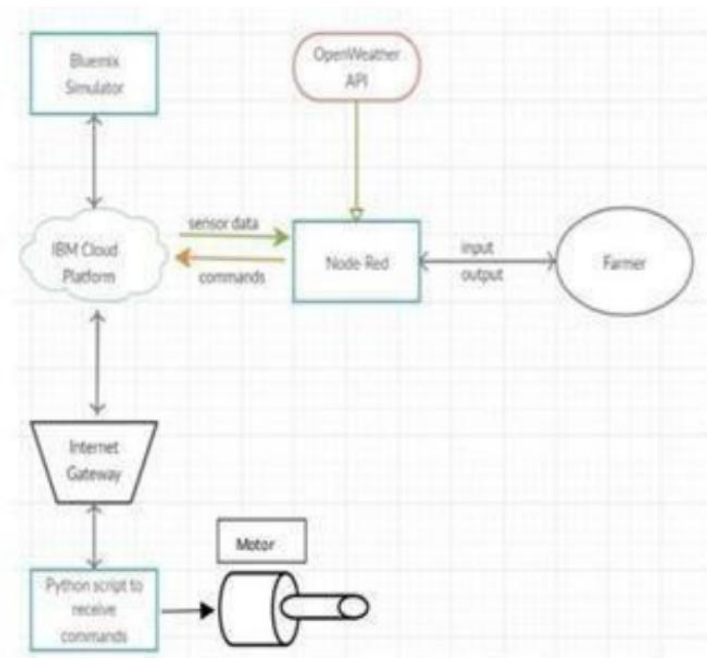 Bluemix
Simulator
OpenWeather
API
IBM Cloud
Platform
sensor data
commands
Node-Red
input
output
Farmer
Internet
Gateway
Motor
Python script to
receive
commands